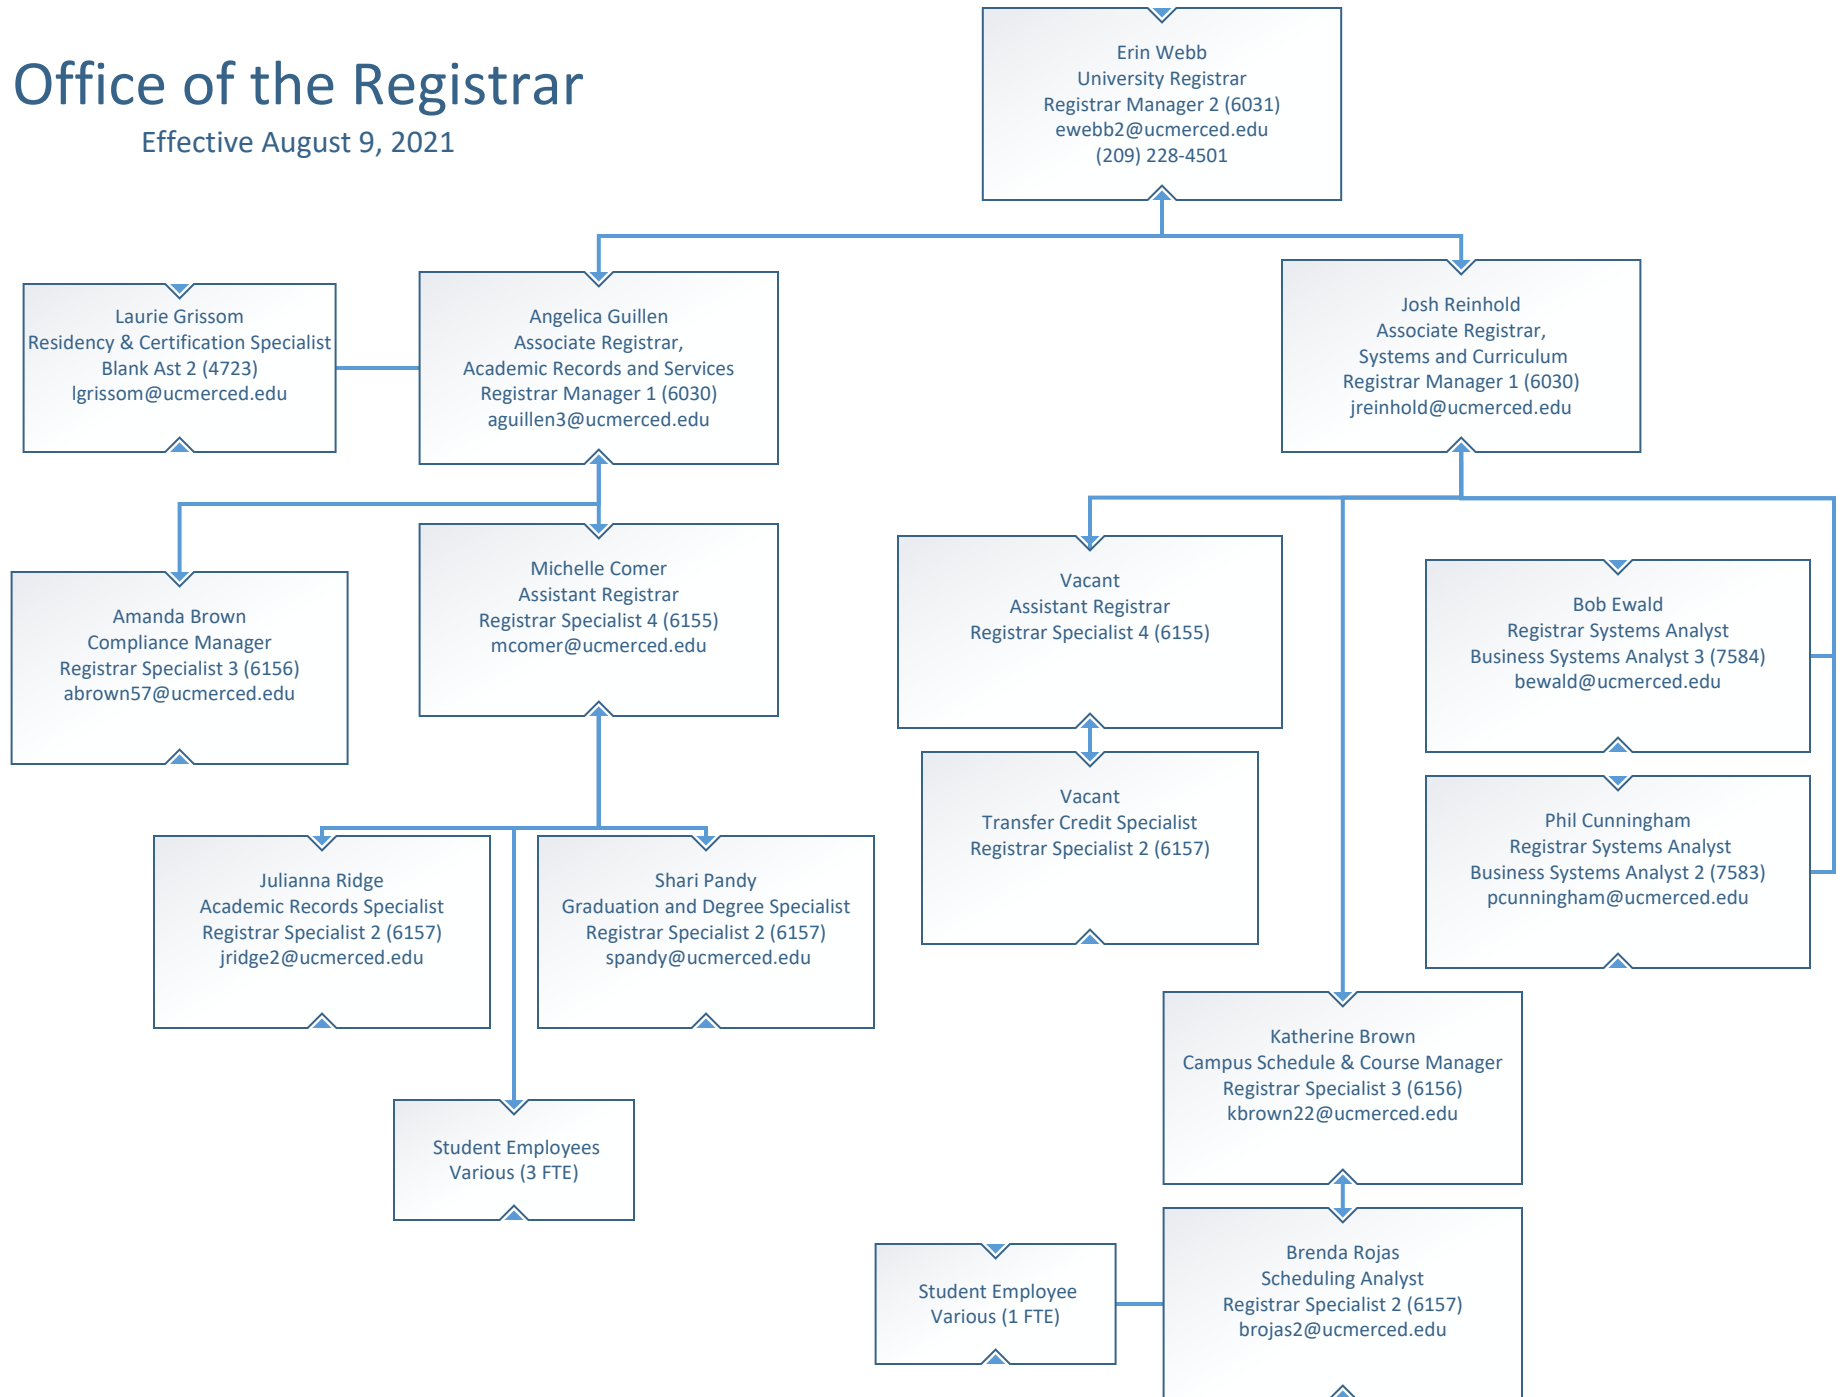 Office of the Registrar
Effective August 9, 2021
Erin Webb
University Registrar
Registrar Manager 2 (6031)
ewebb2@ucmerced.edu
(209) 228-4501
Laurie Grissom
Residency & Certification Specialist
Blank Ast 2 (4723)
lgrissom@ucmerced.edu
Angelica Guillen
Associate Registrar,
Academic Records and Services
Registrar Manager 1 (6030)
aguillen3@ucmerced.edu
Josh Reinhold
Associate Registrar,
Systems and Curriculum
Registrar Manager 1 (6030)
jreinhold@ucmerced.edu
Amanda Brown
Compliance Manager
Registrar Specialist 3 (6156)
abrown57@ucmerced.edu
Michelle Comer
Assistant Registrar
Registrar Specialist 4 (6155)
mcomer@ucmerced.edu
Vacant
Assistant Registrar
Registrar Specialist 4 (6155)
Bob Ewald
Registrar Systems Analyst
Business Systems Analyst 3 (7584)
bewald@ucmerced.edu
Vacant
Transfer Credit Specialist
Registrar Specialist 2 (6157)
Phil Cunningham
Registrar Systems Analyst
Business Systems Analyst 2 (7583)
pcunningham@ucmerced.edu
Julianna Ridge
Academic Records Specialist
Registrar Specialist 2 (6157)
jridge2@ucmerced.edu
Shari Pandy
Graduation and Degree Specialist
Registrar Specialist 2 (6157)
spandy@ucmerced.edu
Katherine Brown
Campus Schedule & Course Manager
Registrar Specialist 3 (6156)
kbrown22@ucmerced.edu
Student Employees
Various (3 FTE)
Student Employee
Various (1 FTE)
Brenda Rojas
Scheduling Analyst
Registrar Specialist 2 (6157)
brojas2@ucmerced.edu